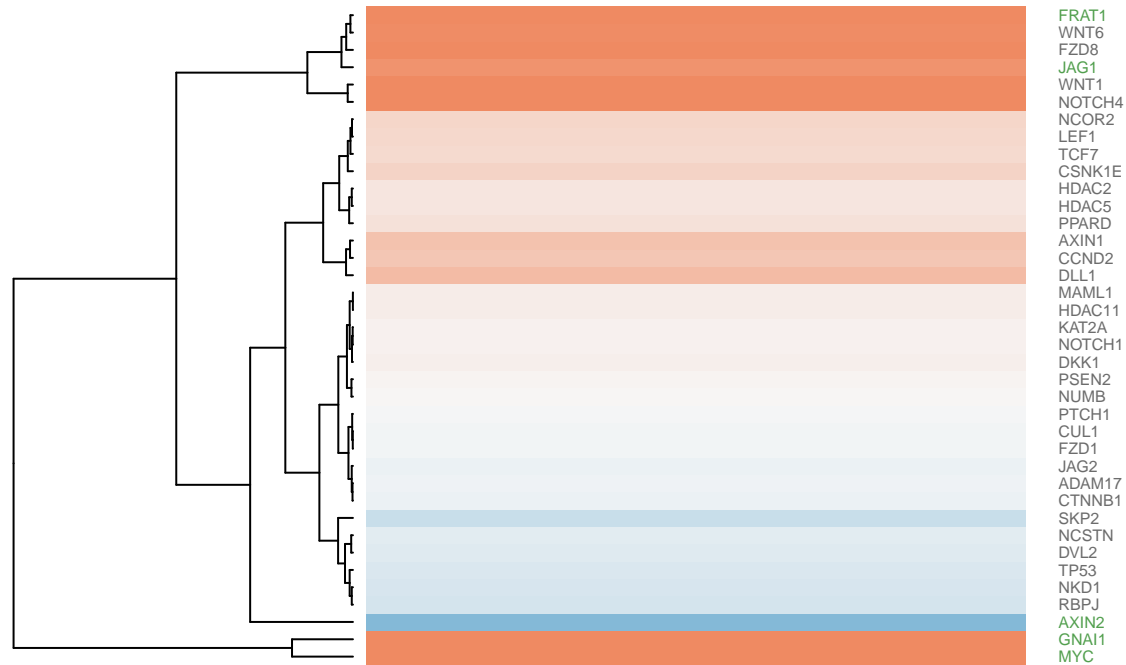 FRAT1
WNT6
FZD8
JAG1
WNT1
NOTCH4
NCOR2
LEF1
TCF7
CSNK1E
HDAC2
HDAC5
PPARD
AXIN1
CCND2
DLL1
MAML1
HDAC11
KAT2A
NOTCH1
DKK1
PSEN2
NUMB
PTCH1
CUL1
FZD1
JAG2
ADAM17
CTNNB1
SKP2
NCSTN
DVL2
TP53
NKD1
RBPJ
AXIN2
GNAI1
MYC